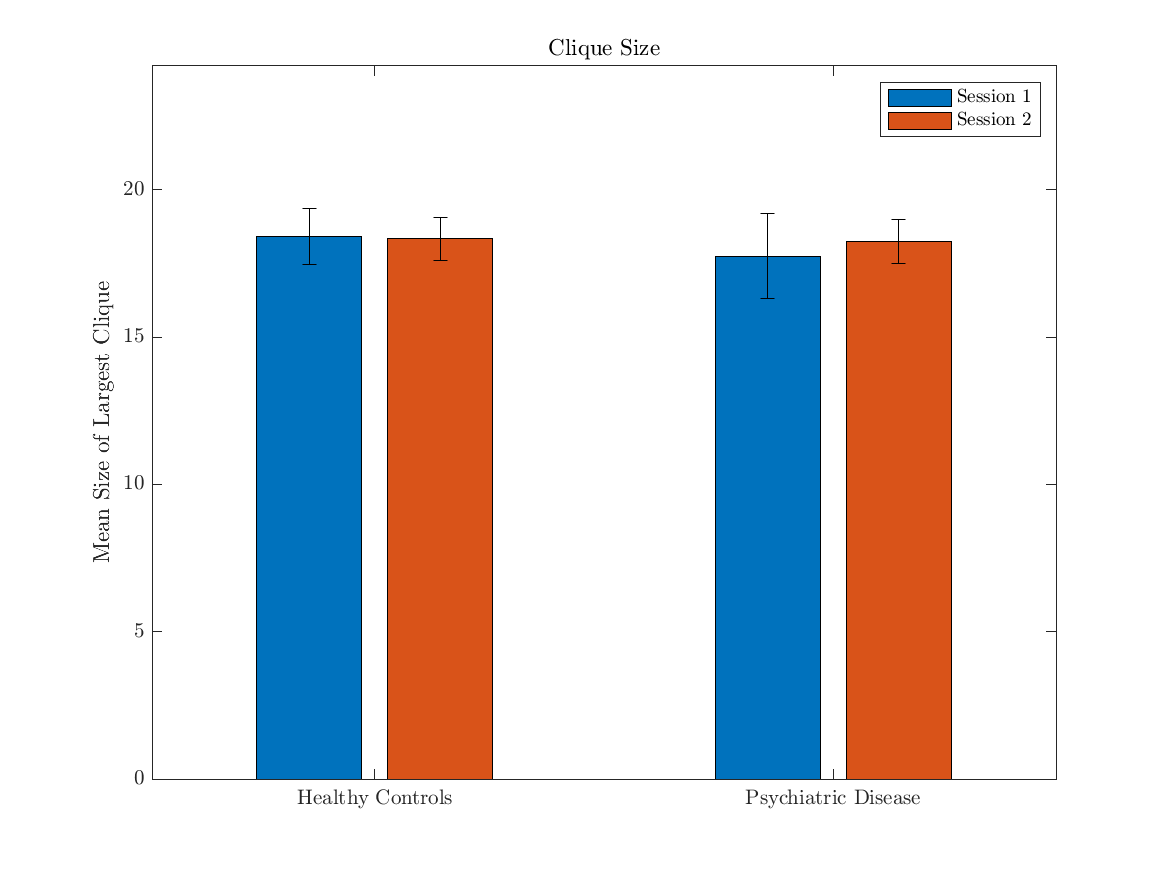 Clique Size
Session 1
Session 2
Mean Size of Largest Clique
20
15
10
5
0
Healthy Controls
Psychiatric Disease